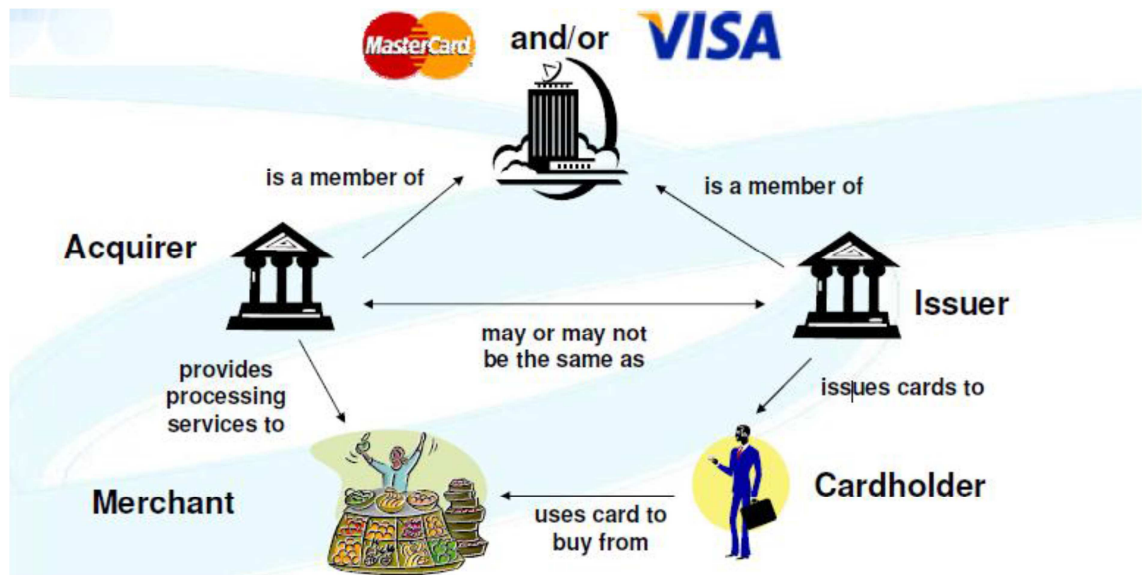 MasterCard
and/or
VISA
is a member of
is a member of
Acquirer
Issuer
may or may not
be the same as
provides
processing
services to
issues cards to
Merchant
Cardholder
uses card to
buy from